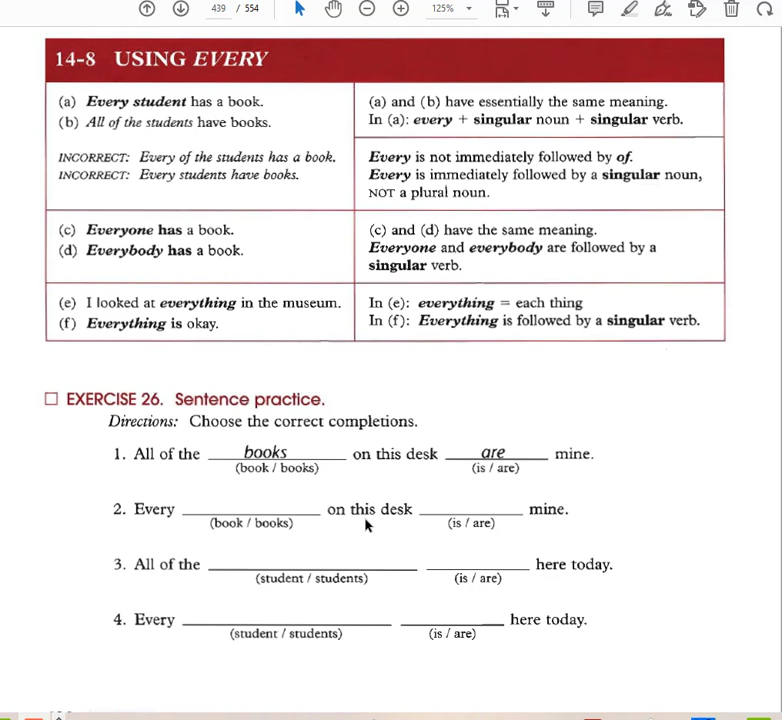 439 / 554
125%
14-8 USING EVERY
(a) Every student has a book.
(b) All of the students have books.
(a) and (b) have essentially the same meaning.
In (a): every + singular noun + singular verb.
INCORRECT: Every of the students has a book.
INCORRECT: Every students have books.
Every is not immediately followed by of.
Every is immediately followed by a singular noun,
NOT a plural noun.
(c) Everyone has a book.
(d) Everybody has a book.
(c) and (d) have the same meaning.
Everyone and everybody are followed by a
singular verb.
(e) I looked at everything in the museum.
(f) Everything is okay.
In (e): everything = each thing
In (f): Everything is followed by a singular verb.
EXERCISE 26. Sentence practice.
Directions: Choose the correct completions.
1. All of the books on this desk are mine.
(book / books) (is / are)
2. Every ____ on this desk ____ mine.
(book / books) (is / are)
3. All of the ____ ____ here today.
(student / students) (is / are)
4. Every ____ ____ here today.
(student / students) (is / are)